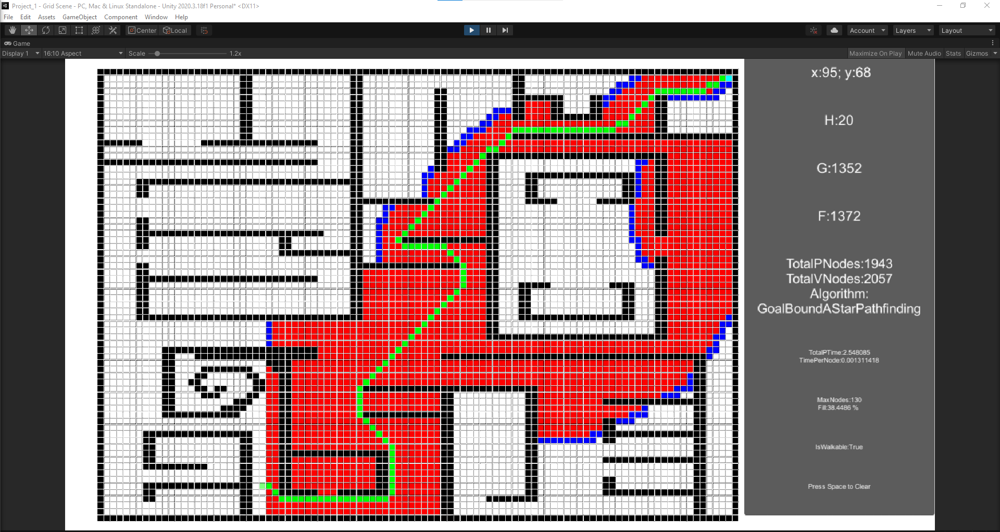 Project_1 - Grid Scene - PC, Mac & Linux Standalone - Unity 2020.3.18f1 Personal* <DX11>
File Edit Assets GameObject Component Window Help
Center Local Account Layers Layout
Game
Display 1 16:10 Aspect Scale 1.2x Maximize On Play Mute Audio Stats Gizmos
x:95; y:68
H:20
G:1352
F:1372
TotalPNodes:1943
TotalVNodes:2057
Algorithm:
GoalBoundAStarPathfinding
TotalPTime:2.548085
TimePerNode:0.001311418
MaxNodes:130
Fill:38.4486 %
IsWalkable:True
Press Space to Clear